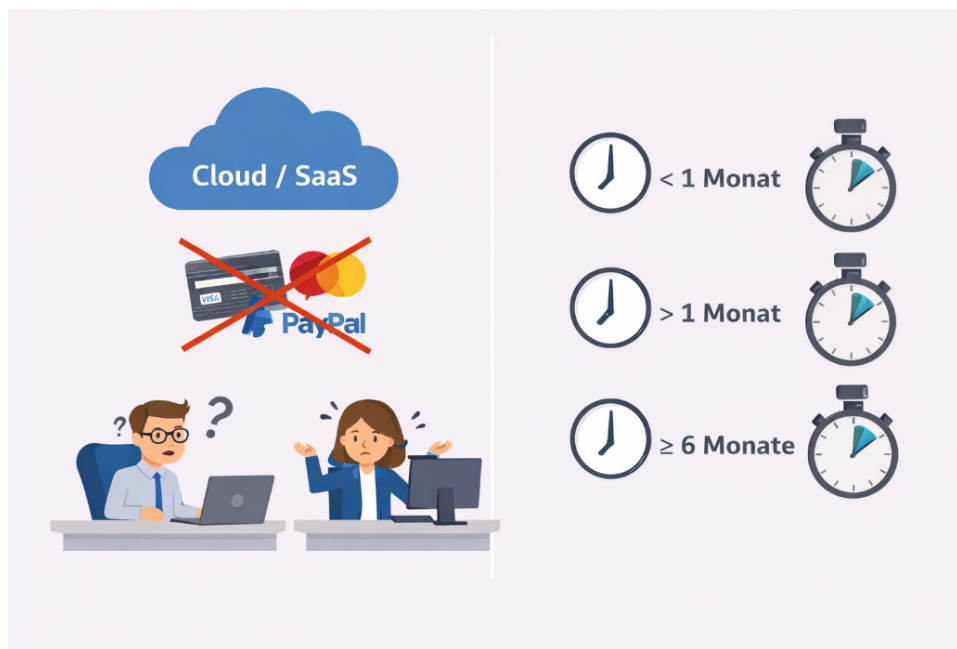 Cloud / SaaS
VISA
PayPal
?
?
< 1 Monat
> 1 Monat
≥ 6 Monate